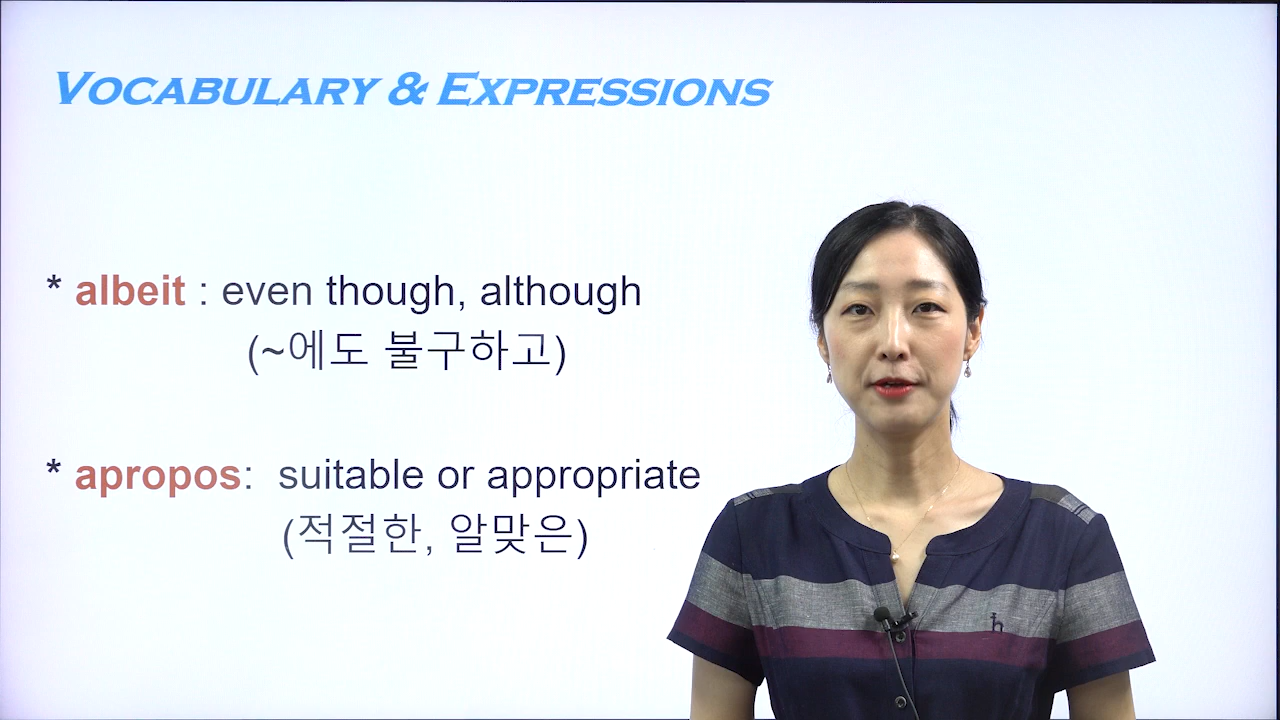 VOCABULARY & EXPRESSIONS
* albeit : even though, although
(~에도 불구하고)
* apropos: suitable or appropriate
(적절한, 알맞은)